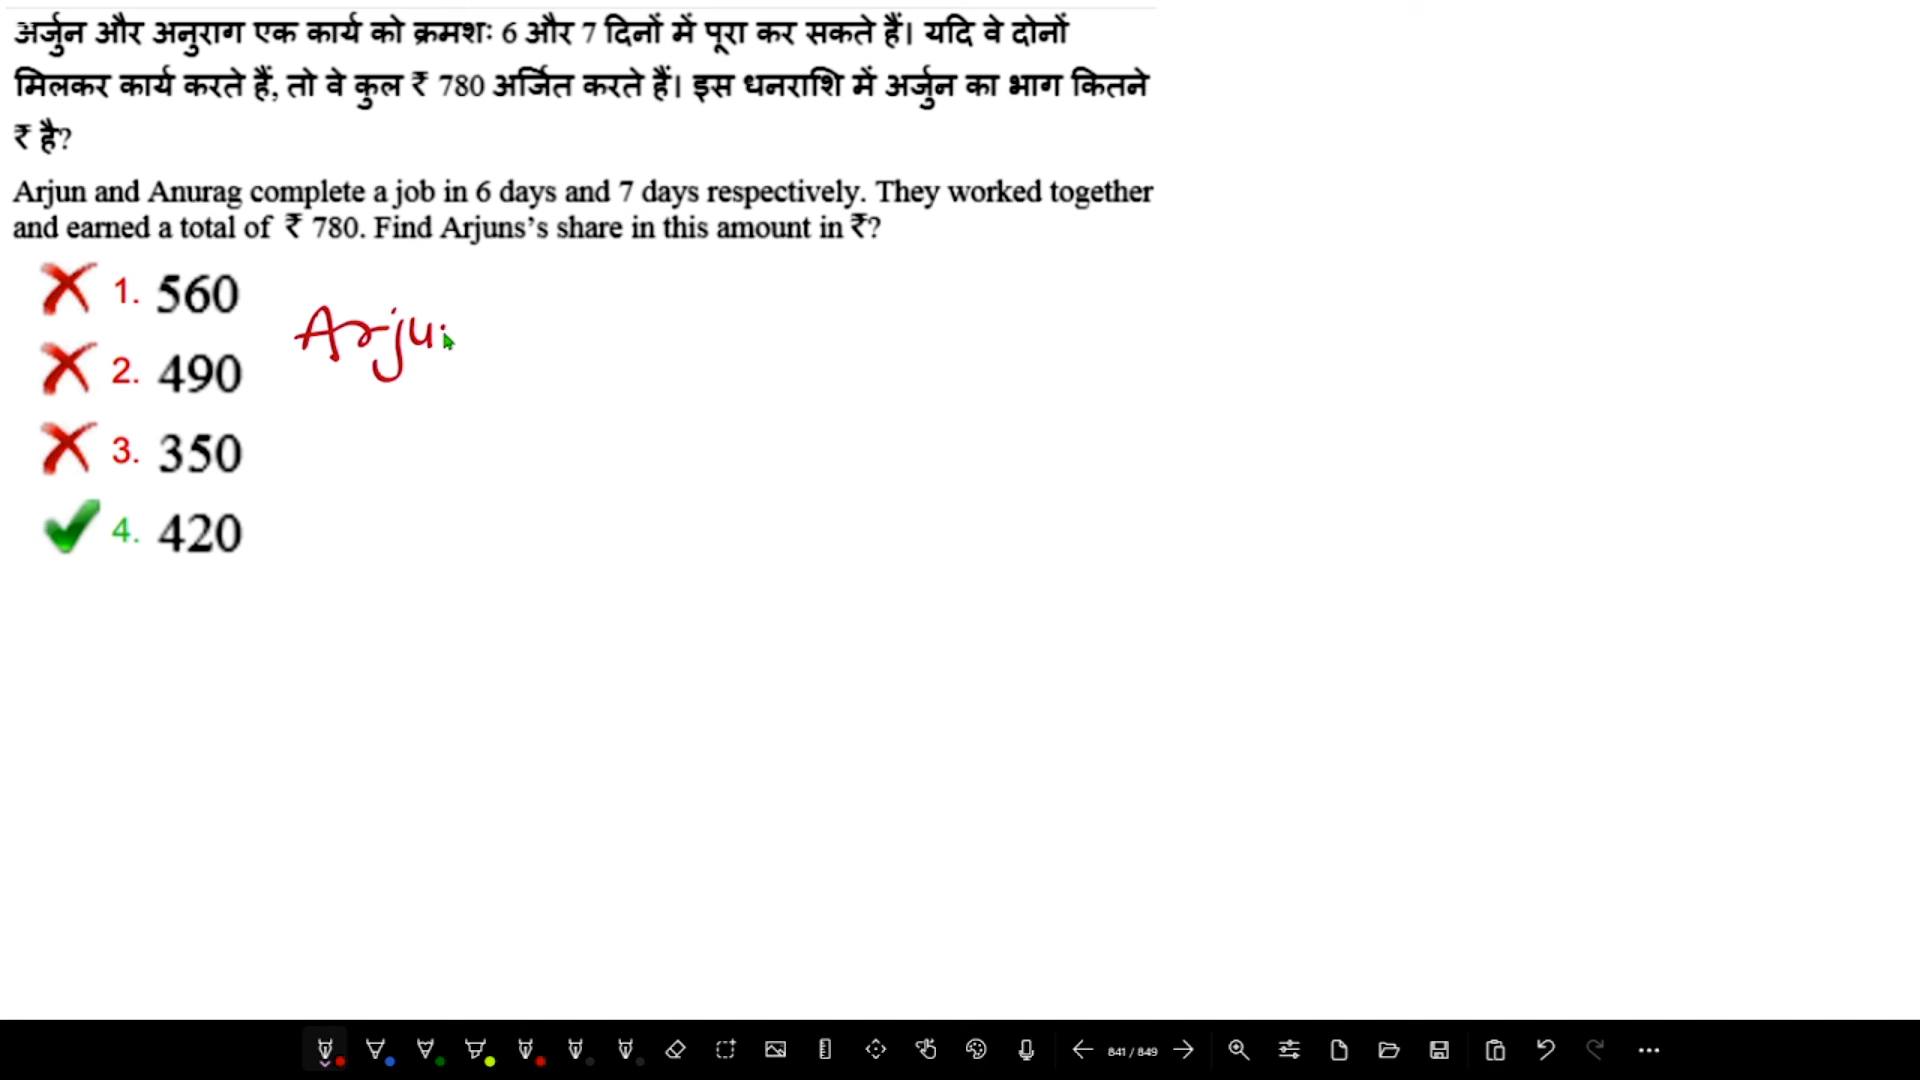 अर्जुन और अनुराग एक कार्य को क्रमशः 6 और 7 दिनों में पूरा कर सकते हैं। यदि वे दोनों
मिलकर कार्य करते हैं, तो वे कुल ₹ 780 अर्जित करते हैं। इस धनराशि में अर्जुन का भाग कितने
₹ है?
Arjun and Anurag complete a job in 6 days and 7 days respectively. They worked together
and earned a total of ₹ 780. Find Arjuns’s share in this amount in ₹?
1. 560
Arju
2. 490
3. 350
4. 420
841 / 849